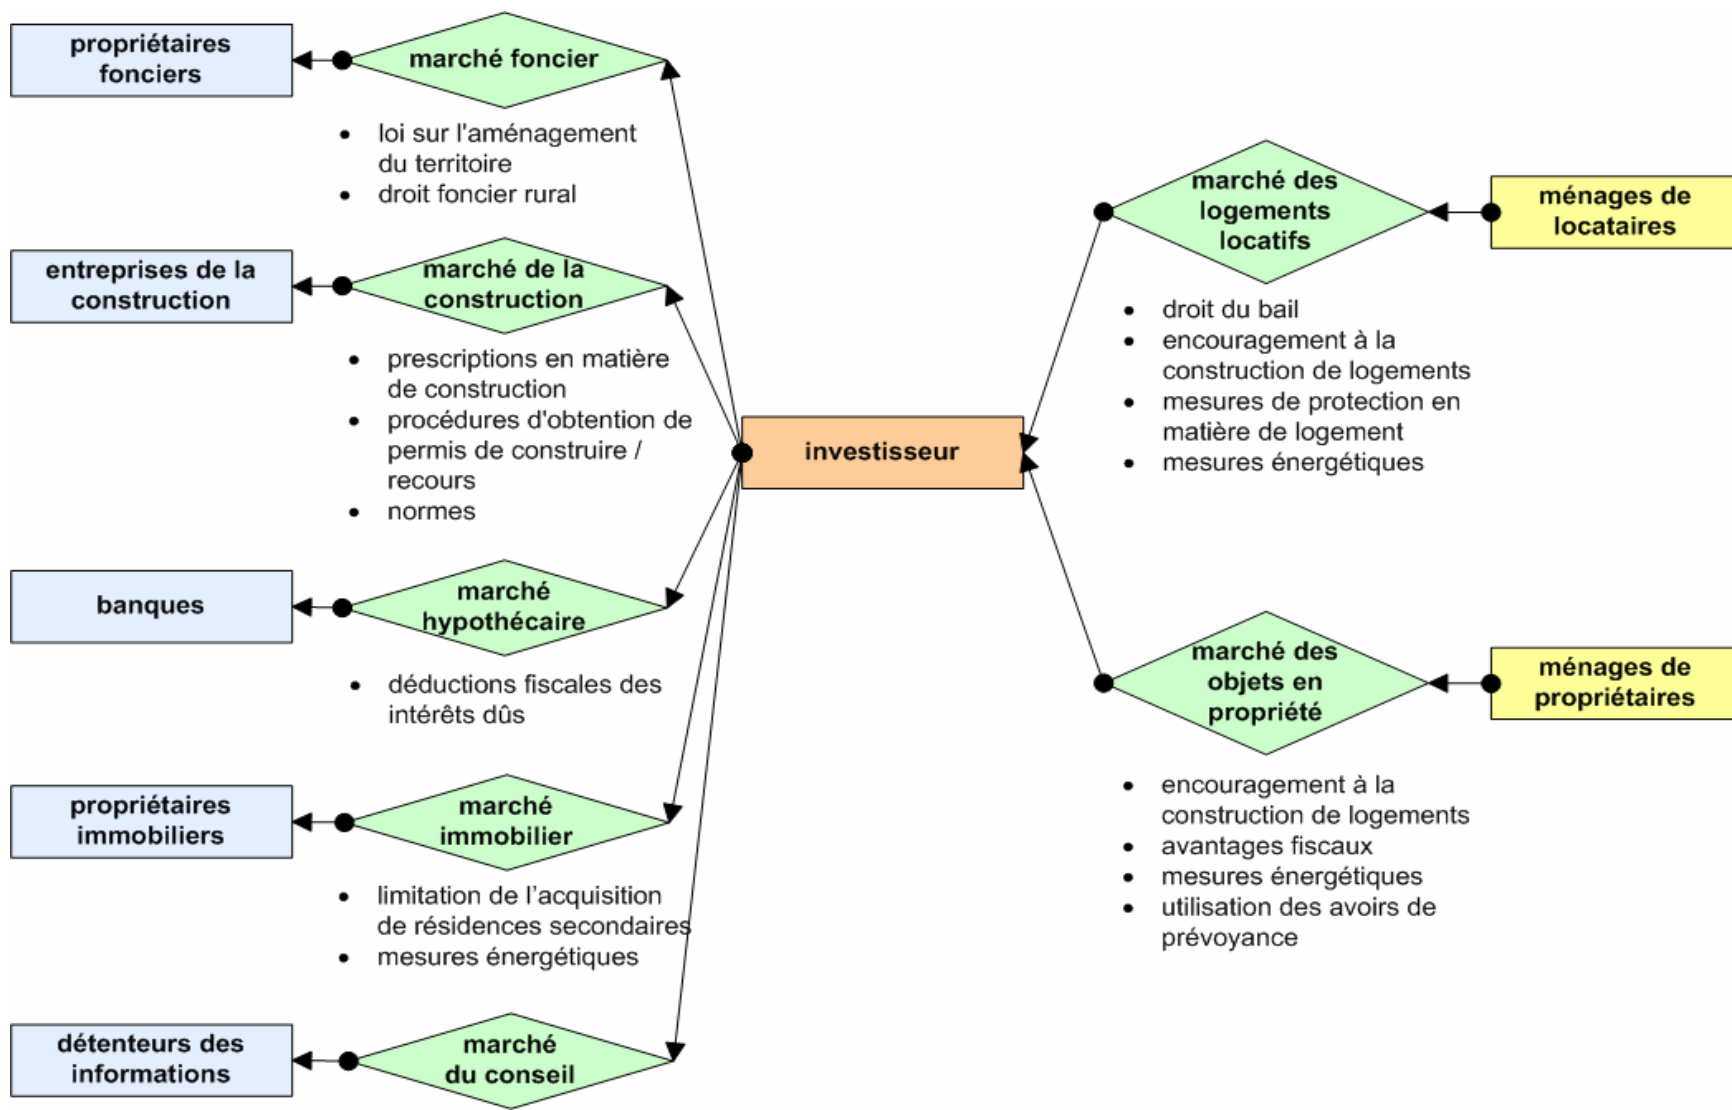 propriétaires
fonciers
marché foncier
• loi sur l'aménagement
du territoire
• droit foncier rural
entreprises de la
construction
marché de la
construction
• prescriptions en matière
de construction
• procédures d'obtention de
permis de construire /
recours
• normes
banques
marché
hypothécaire
• déductions fiscales des
intérêts dûs
propriétaires
immobiliers
marché
immobilier
• limitation de l’acquisition
de résidences secondaires
• mesures énergétiques
détenteurs des
informations
marché
du conseil
investisseur
marché des
logements
locatifs
ménages de
locataires
• droit du bail
• encouragement à la
construction de logements
• mesures de protection en
matière de logement
• mesures énergétiques
marché des
objets en
propriété
ménages de
propriétaires
• encouragement à la
construction de logements
• avantages fiscaux
• mesures énergétiques
• utilisation des avoirs de
prévoyance